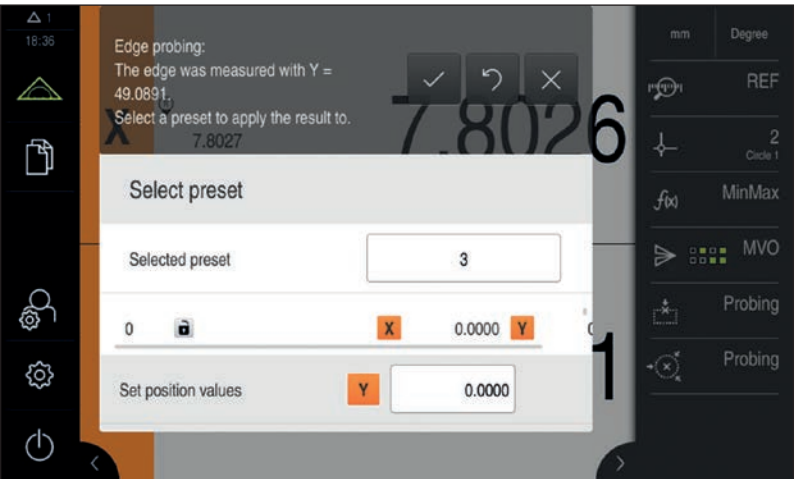 1
18:36
Edge probing:
The edge was measured with Y =
49.0891.
Select a preset to apply the result to.
X
7.8027
7.8026
Select preset
Selected preset
3
0
X
0.0000
Y
Set position values
Y
0.0000
1
mm
Degree
REF
2
Circle 1
f(x)
MinMax
MVO
Probing
Probing